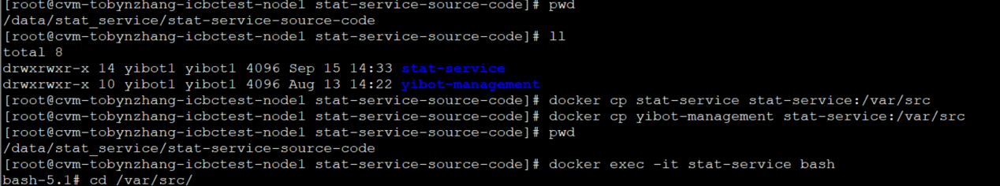 [root@cvm-tobynzhang-icbctest-node1 stat-service-source-code]# pwd
/data/stat_service/stat-service-source-code
[root@cvm-tobynzhang-icbctest-node1 stat-service-source-code]# ll
total 8
drwxrwxr-x 14 yibot1 yibot1 4096 Sep 15 14:33 stat-service
drwxrwxr-x 10 yibot1 yibot1 4096 Aug 13 14:22 yibot-management
[root@cvm-tobynzhang-icbctest-node1 stat-service-source-code]# docker cp stat-service stat-service:/var/src
[root@cvm-tobynzhang-icbctest-node1 stat-service-source-code]# docker cp yibot-management stat-service:/var/src
[root@cvm-tobynzhang-icbctest-node1 stat-service-source-code]# pwd
/data/stat_service/stat-service-source-code
[root@cvm-tobynzhang-icbctest-node1 stat-service-source-code]# docker exec -it stat-service bash
bash-5.1# cd /var/src/